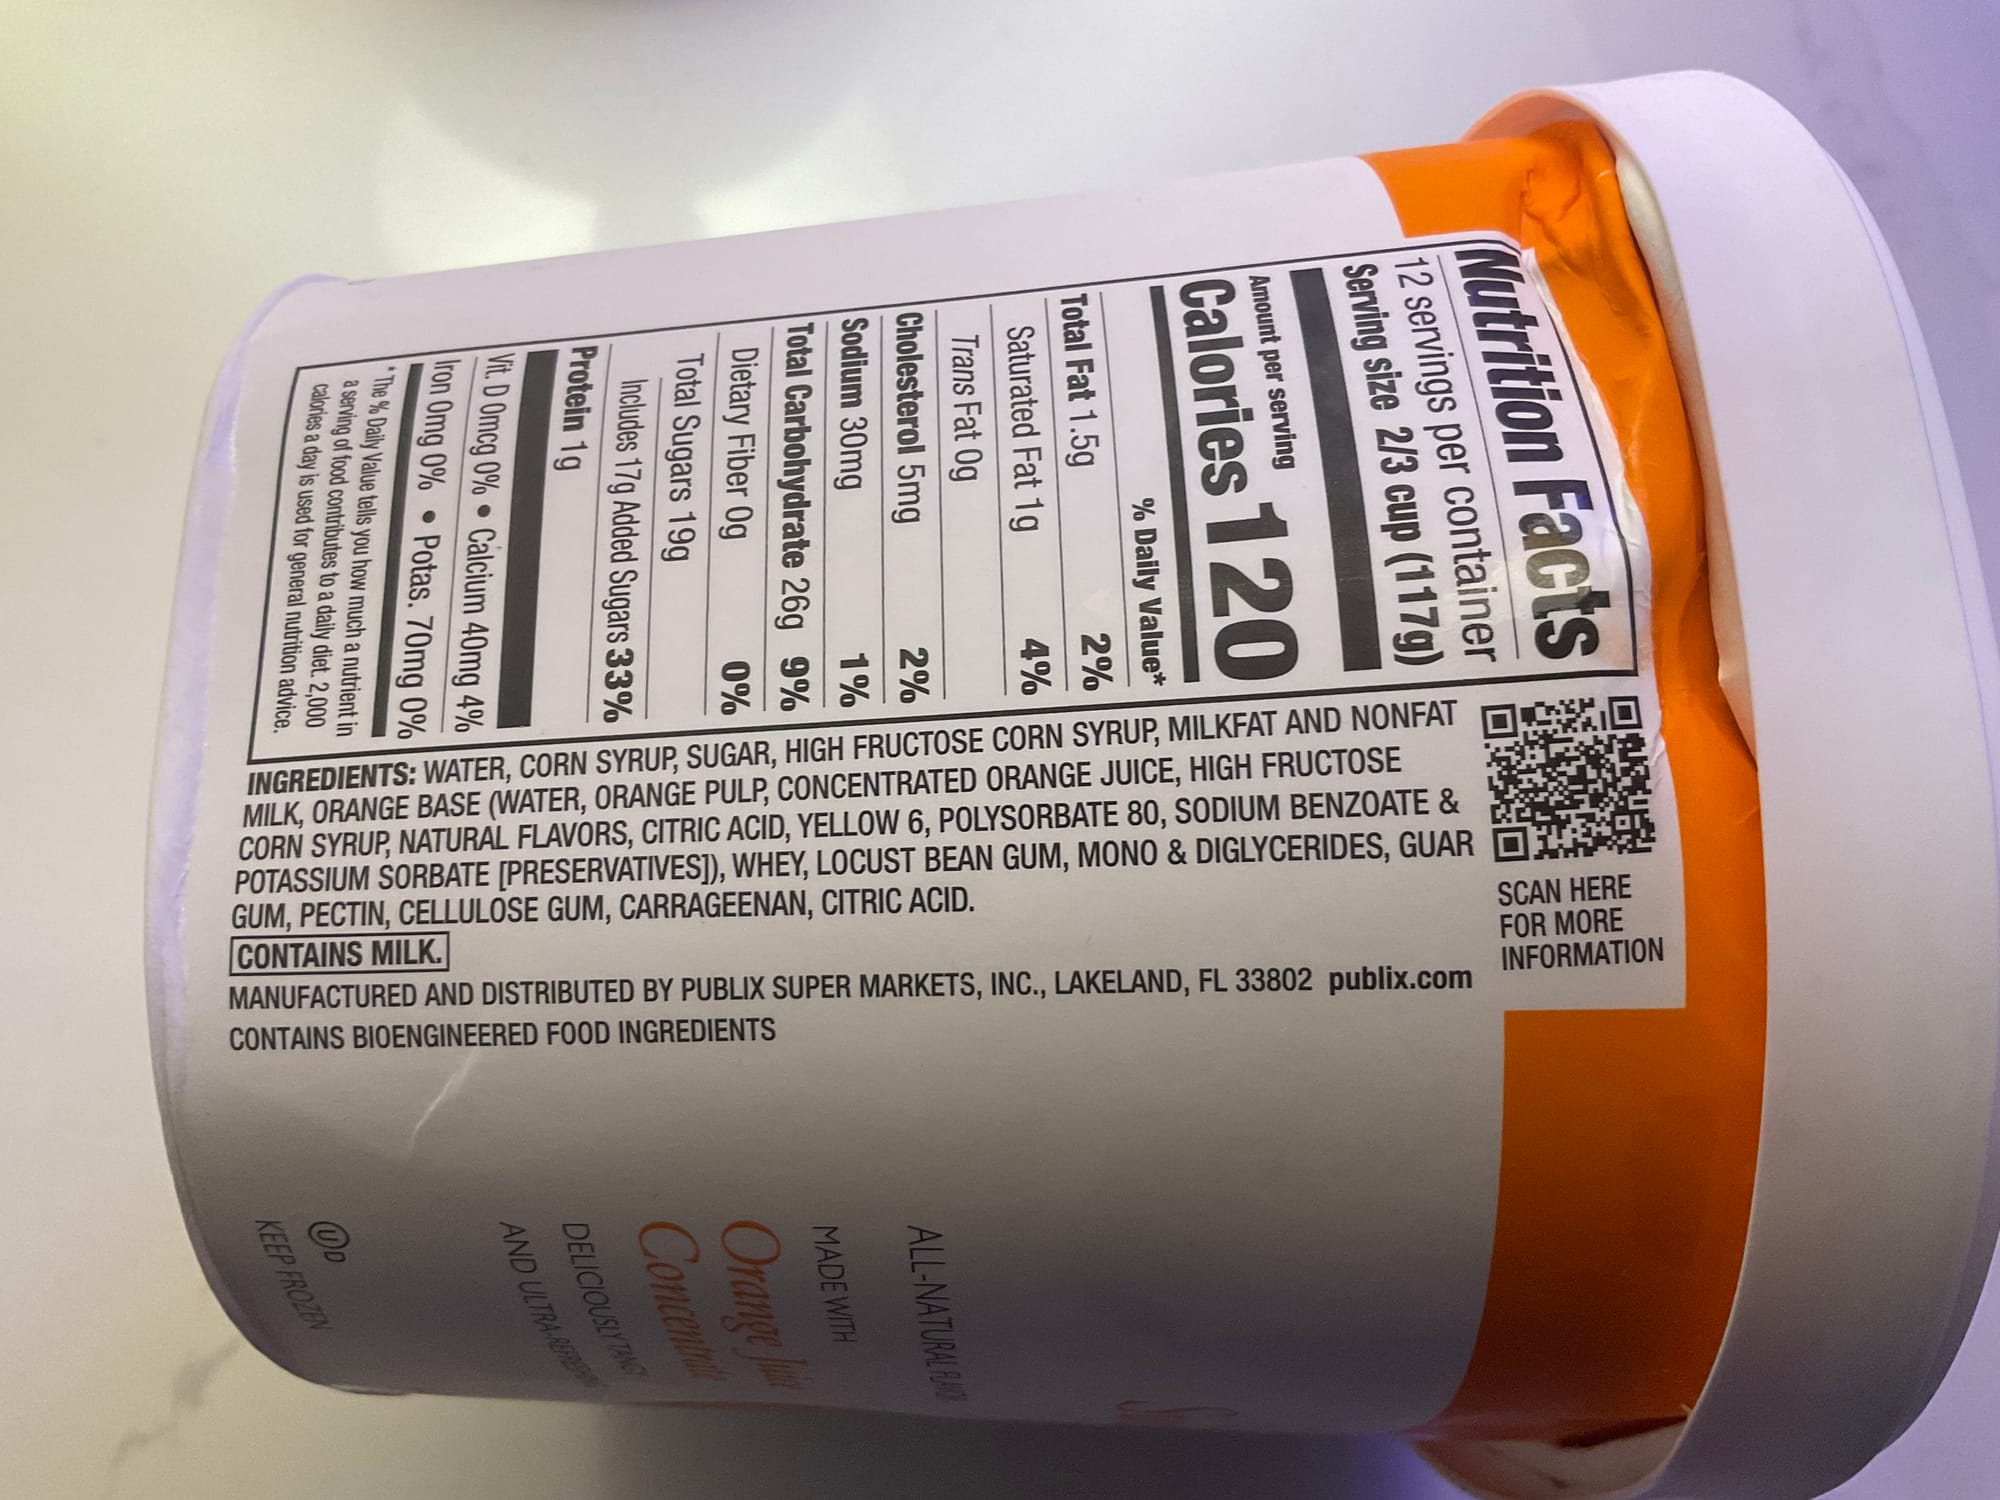 Nutrition Facts
12 servings per container
Serving size 2/3 cup (117g)
Amount per serving
Calories 120
% Daily Value*
Total Fat 1.5g 2%
Saturated Fat 1g 4%
Trans Fat 0g
Cholesterol 5mg 2%
Sodium 30mg 1%
Total Carbohydrate 26g 9%
Dietary Fiber 0g 0%
Total Sugars 19g
Includes 17g Added Sugars 33%
Protein 1g
Vit. D 0mcg 0% • Calcium 40mg 4%
Iron 0mg 0% • Potas. 70mg 0%
*The % Daily Value tells you how much a nutrient in
a serving of food contributes to a daily diet. 2,000
calories a day is used for general nutrition advice.
INGREDIENTS: WATER, CORN SYRUP, SUGAR, HIGH FRUCTOSE CORN SYRUP, MILKFAT AND NONFAT
MILK, ORANGE BASE (WATER, ORANGE PULP, CONCENTRATED ORANGE JUICE, HIGH FRUCTOSE
CORN SYRUP, NATURAL FLAVORS, CITRIC ACID, YELLOW 6, POLYSORBATE 80, SODIUM BENZOATE &
POTASSIUM SORBATE [PRESERVATIVES]), WHEY, LOCUST BEAN GUM, MONO & DIGLYCERIDES, GUAR
GUM, PECTIN, CELLULOSE GUM, CARRAGEENAN, CITRIC ACID.
CONTAINS MILK.
MANUFACTURED AND DISTRIBUTED BY PUBLIX SUPER MARKETS, INC., LAKELAND, FL 33802 publix.com
CONTAINS BIOENGINEERED FOOD INGREDIENTS
SCAN HERE
FOR MORE
INFORMATION
ALL-NATURAL FLAVOR
MADE WITH
Orange Juice
Concentrate
DELICIOUSLY TANGY
AND
U D
KEEP FROZEN